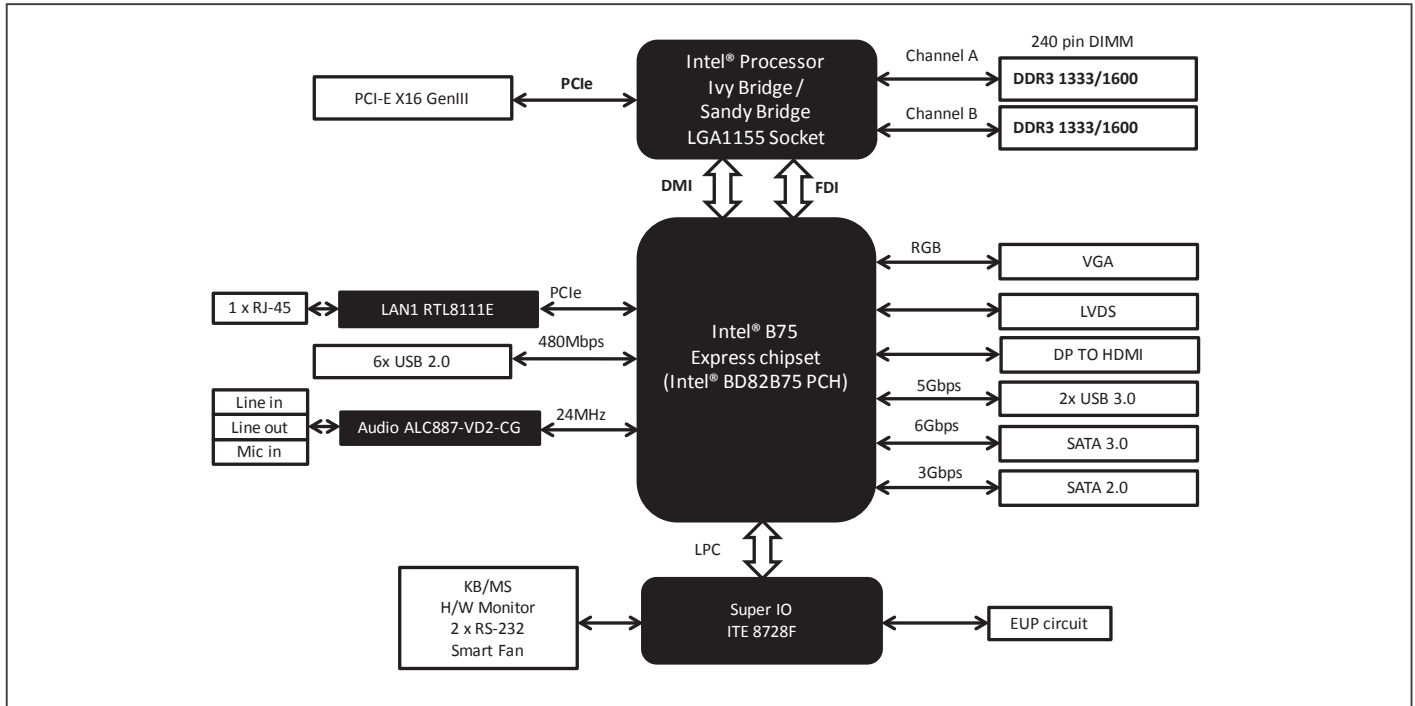 240 pin DIMM
Intel® Processor
Ivy Bridge /
Sandy Bridge
LGA1155 Socket
PCI-E X16 GenIII
PCIe
Channel A
DDR3 1333/1600
Channel B
DDR3 1333/1600
DMI
FDI
Intel® B75
Express chipset
(Intel® BD82B75 PCH)
1 x RJ-45
LAN1 RTL8111E
PCIe
6x USB 2.0
480Mbps
Line in
Line out
Mic in
Audio ALC887-VD2-CG
24MHz
RGB
VGA
LVDS
DP TO HDMI
5Gbps
2x USB 3.0
6Gbps
SATA 3.0
3Gbps
SATA 2.0
LPC
KB/MS
H/W Monitor
2 x RS-232
Smart Fan
Super IO
ITE 8728F
EUP circuit